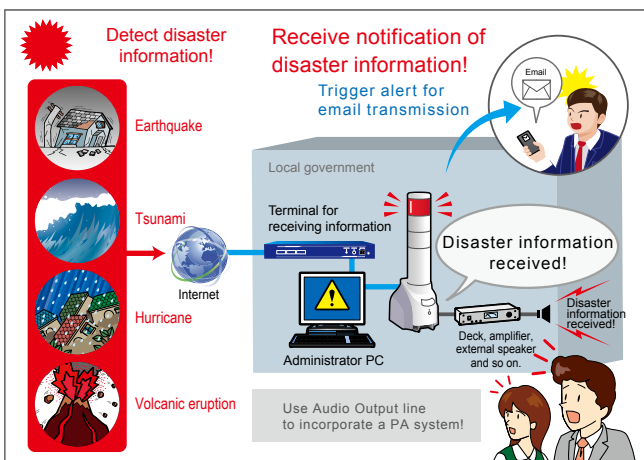 Detect disaster
information!
Earthquake
Tsunami
Hurricane
Volcanic eruption
Internet
Receive notification of
disaster information!
Trigger alert for
email transmission
Email
Local government
Terminal for
receiving information
Administrator PC
Disaster information
received!
Deck, amplifier,
external speaker
and so on.
Disaster
information
received!
Use Audio Output line
to incorporate a PA system!